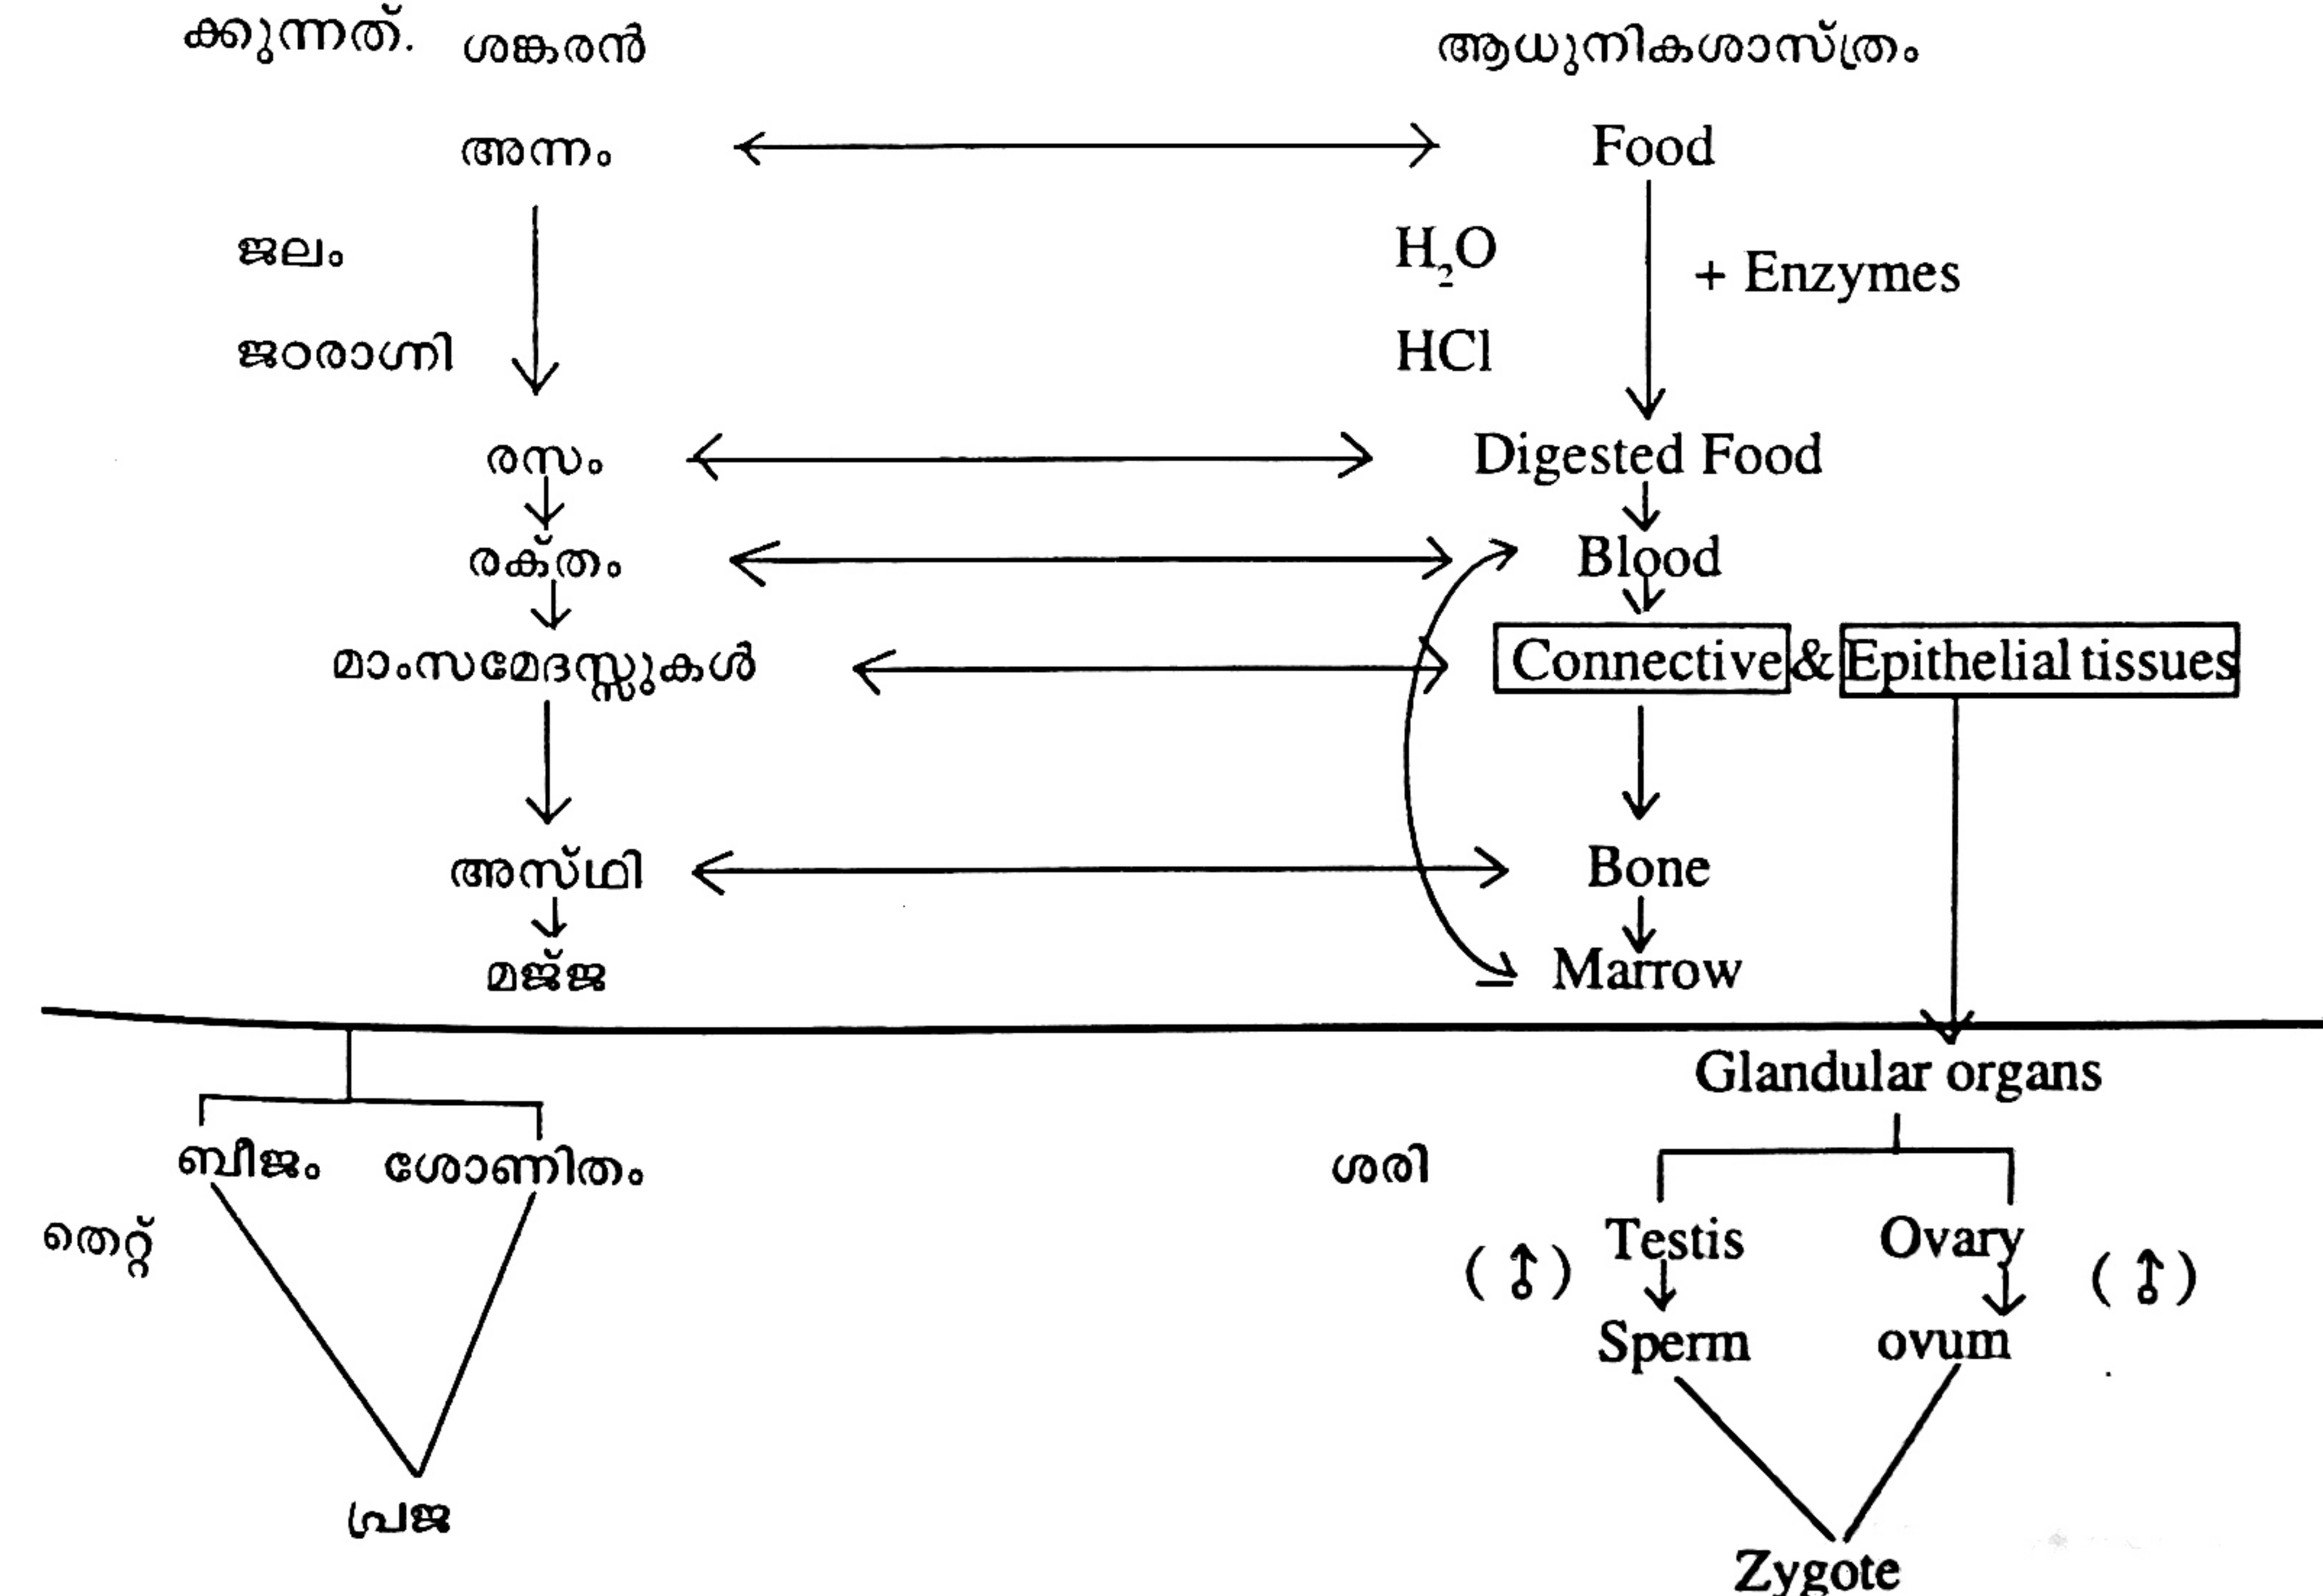 ക്കുന്നത്. ശങ്കരൻ ആധുനികശാസ്ത്രം
അന്നം Food
ജലം H₂O + Enzymes
ജഠരാഗ്നി HCl
രസം Digested Food
രക്തം Blood
മാംസമേദസ്സുകൾ Connective & Epithelial tissues
അസ്ഥി Bone
മജ്ജ Marrow
Glandular organs
ബീജം ശോണിതം ശരി
തെറ്റ് Testis Ovary
Sperm ovum
പ്രജ
Zygote